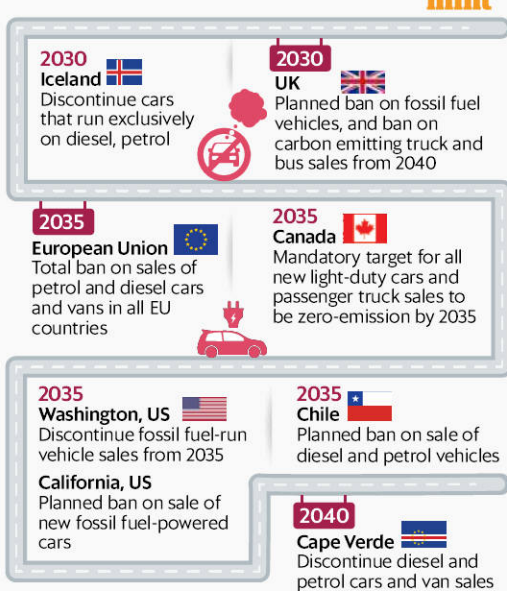 mint
2030
Iceland
Discontinue cars
that run exclusively
on diesel, petrol
2030
UK
Planned ban on fossil fuel
vehicles, and ban on
carbon emitting truck and
bus sales from 2040
2035
European Union
Total ban on sales of
petrol and diesel cars
and vans in all EU
countries
2035
Canada
Mandatory target for all
new light-duty cars and
passenger truck sales to
be zero-emission by 2035
2035
Washington, US
Discontinue fossil fuel-run
vehicle sales from 2035
California, US
Planned ban on sale of
new fossil fuel-powered
cars
2035
Chile
Planned ban on sale of
diesel and petrol vehicles
2040
Cape Verde
Discontinue diesel and
petrol cars and van sales